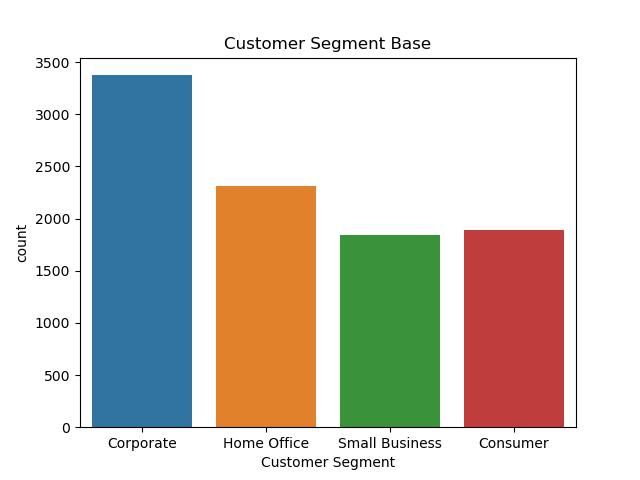 Customer Segment Base
3500
3000
2500
2000
1500
1000
500
0
count
Corporate Home Office Small Business Consumer
Customer Segment